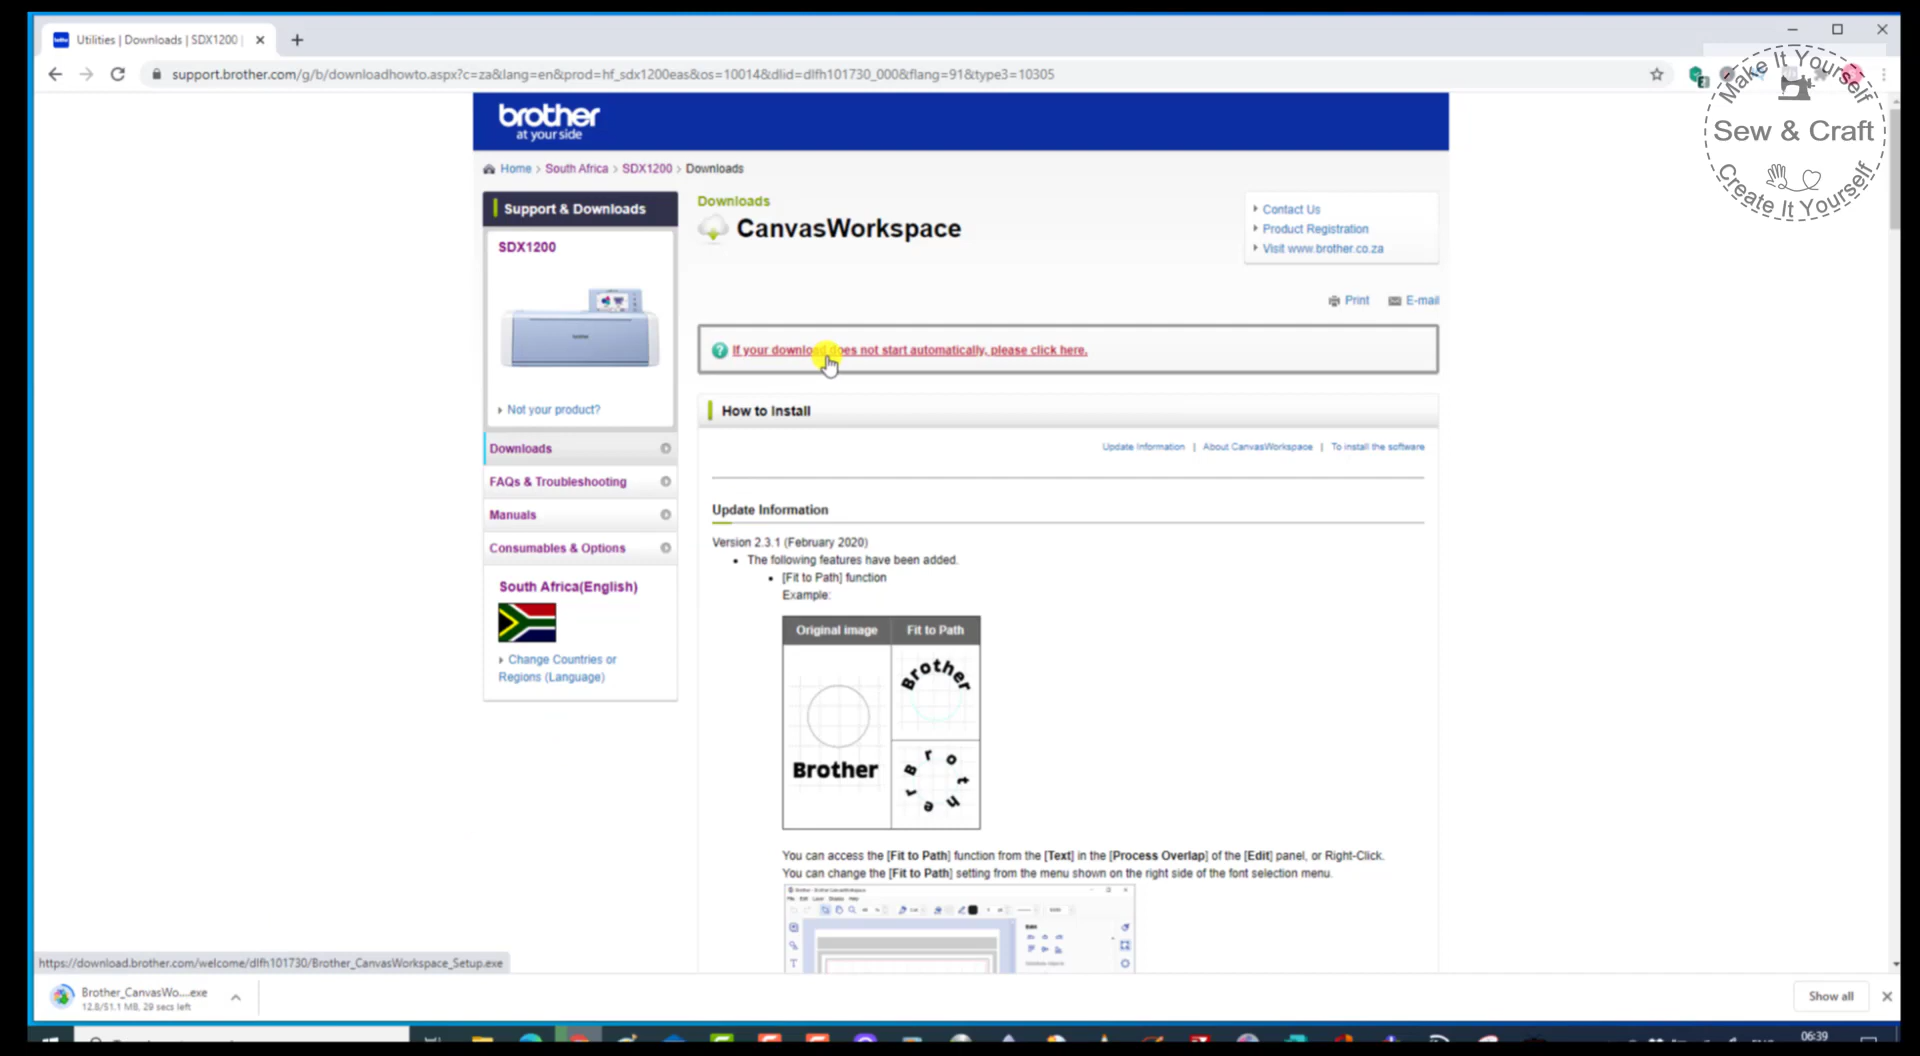 Utilities | Downloads | SDX1200 |
support.brother.com/g/b/downloadhowto.aspx?c=za&lang=en&prod=hf_sdx1200eas&os=10014&dlid=dlfh101730_000&flang=91&type3=10305
Make It Yourself
Sew & Craft
Create It Yourself
brother
at your side
Home > South Africa > SDX1200 > Downloads
Support & Downloads
SDX1200
Not your product?
Downloads
FAQs & Troubleshooting
Manuals
Consumables & Options
South Africa(English)
Change Countries or
Regions (Language)
Downloads
CanvasWorkspace
Contact Us
Product Registration
Visit www.brother.co.za
Print E-mail
If your download does not start automatically, please click here.
How to Install
Update Information | About CanvasWorkspace | To install the software
Update Information
Version 2.3.1 (February 2020)
The following features have been added.
[Fit to Path] function
Example:
Original image Fit to Path
Brother
Brother
Brother
You can access the [Fit to Path] function from the [Text] in the [Process Overlap] of the [Edit] panel, or Right-Click.
You can change the [Fit to Path] setting from the menu shown on the right side of the font selection menu.
https://download.brother.com/welcome/dlfh101730/Brother_CanvasWorkspace_Setup.exe
Brother_CanvasWo....exe
12.8/51.1 MB, 29 secs left
Show all
06:39